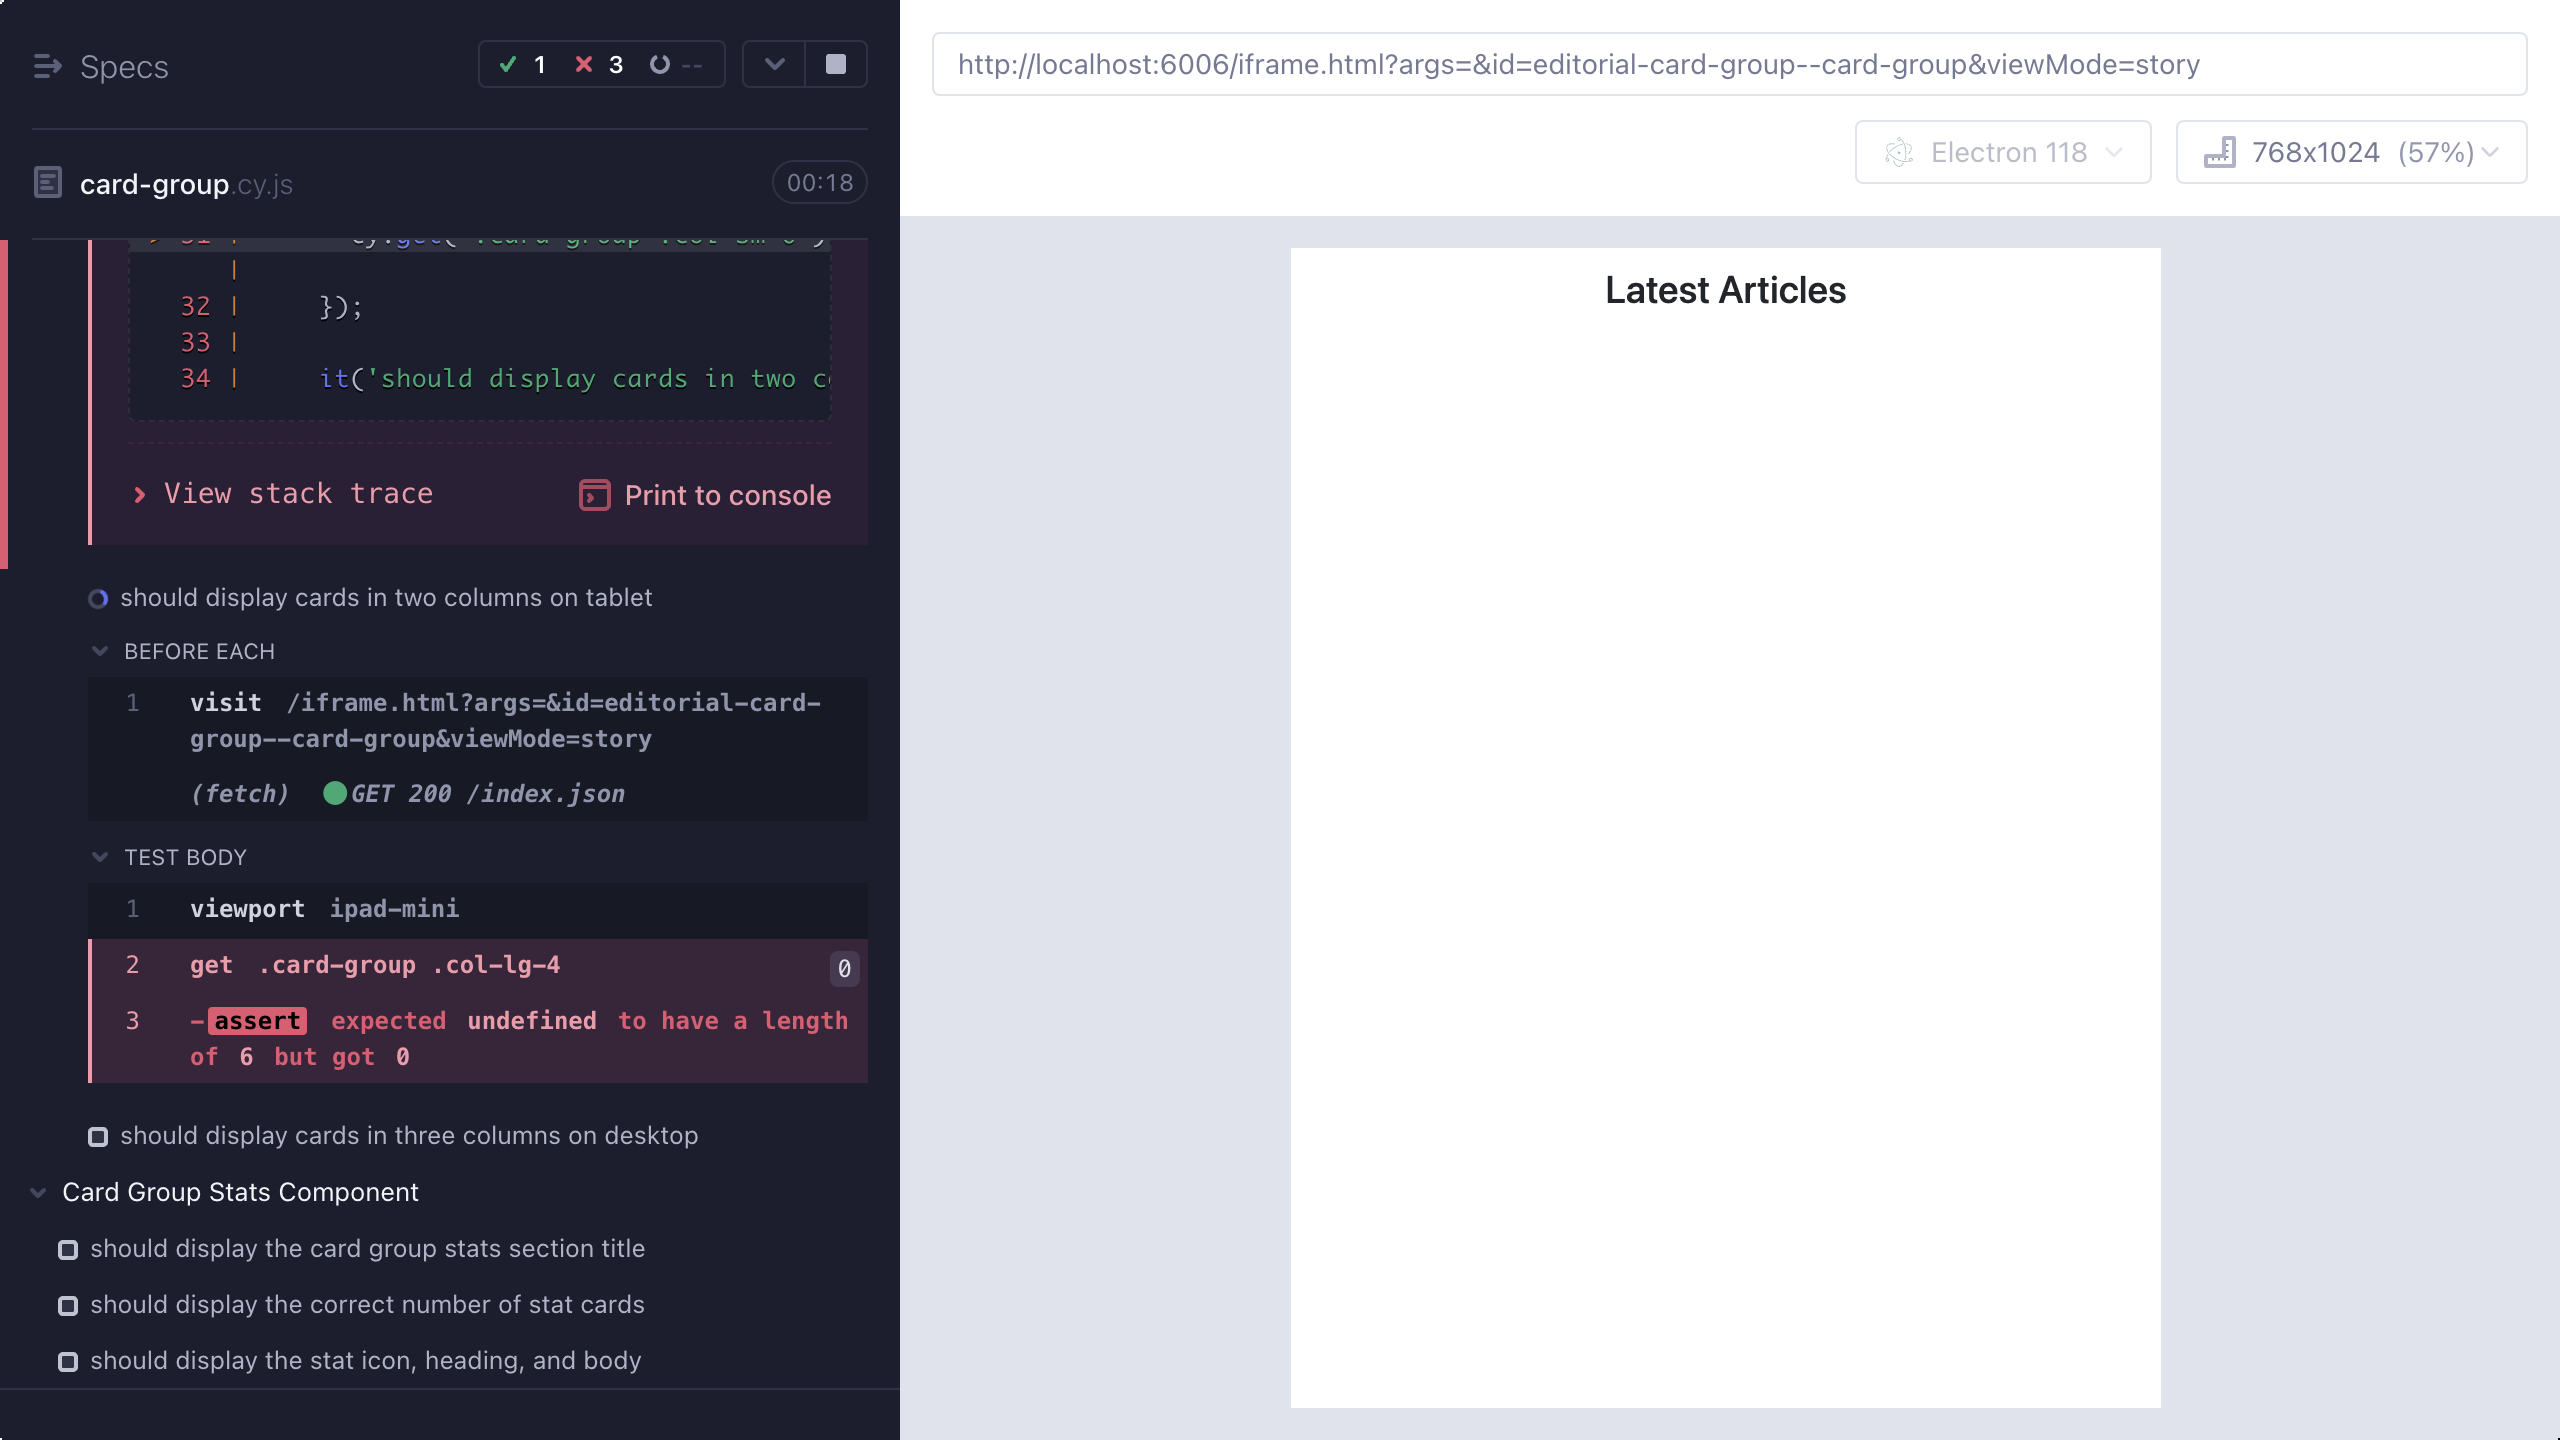 Specs
1 3 --
card-group.cy.js
00:18
32 | });
33 |
34 | it('should display cards in two c
View stack trace
Print to console
should display cards in two columns on tablet
BEFORE EACH
1 visit /iframe.html?args=&id=editorial-card-
group--card-group&viewMode=story
(fetch) GET 200 /index.json
TEST BODY
1 viewport ipad-mini
2 get .card-group .col-lg-4 0
3 -assert expected undefined to have a length
of 6 but got 0
should display cards in three columns on desktop
Card Group Stats Component
should display the card group stats section title
should display the correct number of stat cards
should display the stat icon, heading, and body
http://localhost:6006/iframe.html?args=&id=editorial-card-group--card-group&viewMode=story
Electron 118
768x1024 (57%)
Latest Articles